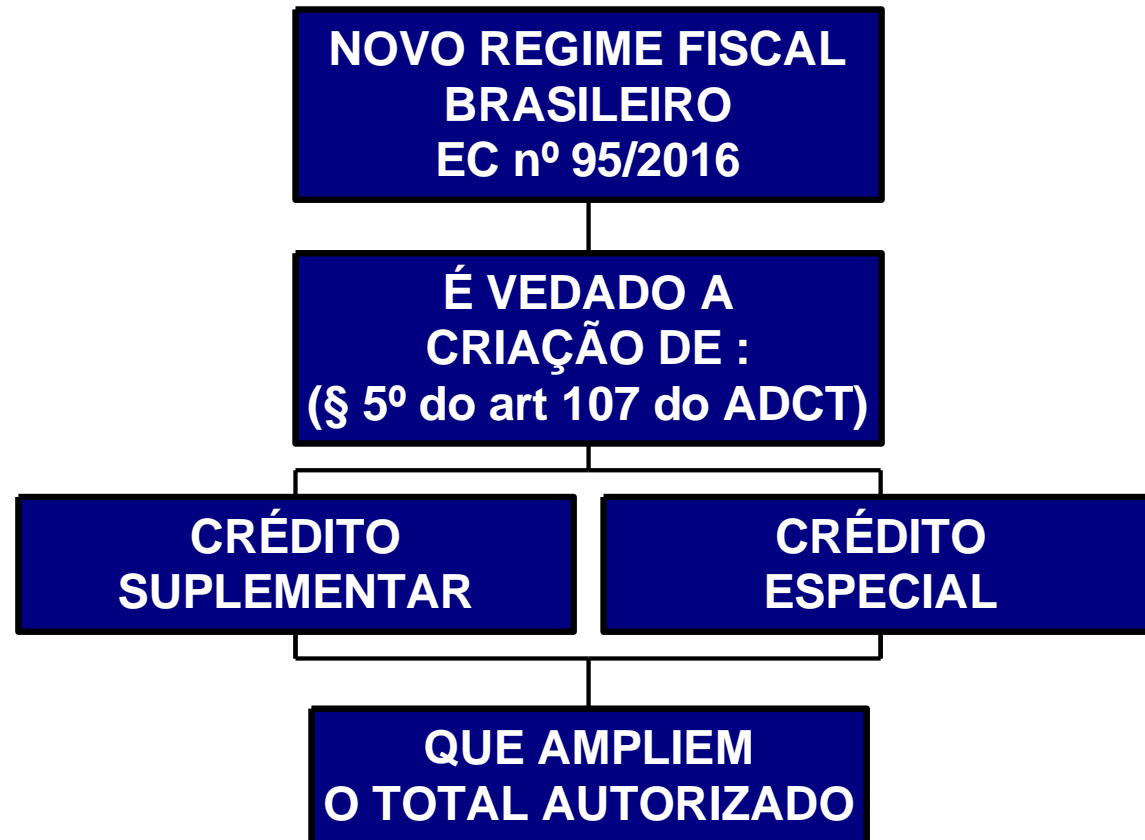 NOVO REGIME FISCAL
BRASILEIRO
EC nº 95/2016
É VEDADO A
CRIAÇÃO DE :
(§ 5º do art 107 do ADCT)
CRÉDITO
SUPLEMENTAR
CRÉDITO
ESPECIAL
QUE AMPLIEM
O TOTAL AUTORIZADO